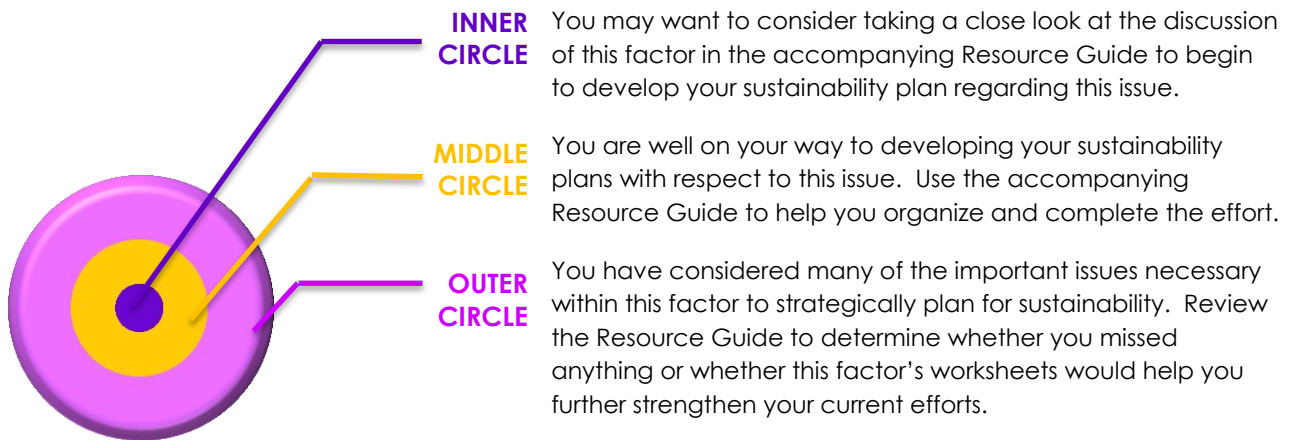 INNER
CIRCLE
You may want to consider taking a close look at the discussion
of this factor in the accompanying Resource Guide to begin
to develop your sustainability plan regarding this issue.
MIDDLE
CIRCLE
You are well on your way to developing your sustainability
plans with respect to this issue.  Use the accompanying
Resource Guide to help you organize and complete the effort.
OUTER
CIRCLE
You have considered many of the important issues necessary
within this factor to strategically plan for sustainability.  Review
the Resource Guide to determine whether you missed
anything or whether this factor’s worksheets would help you
further strengthen your current efforts.